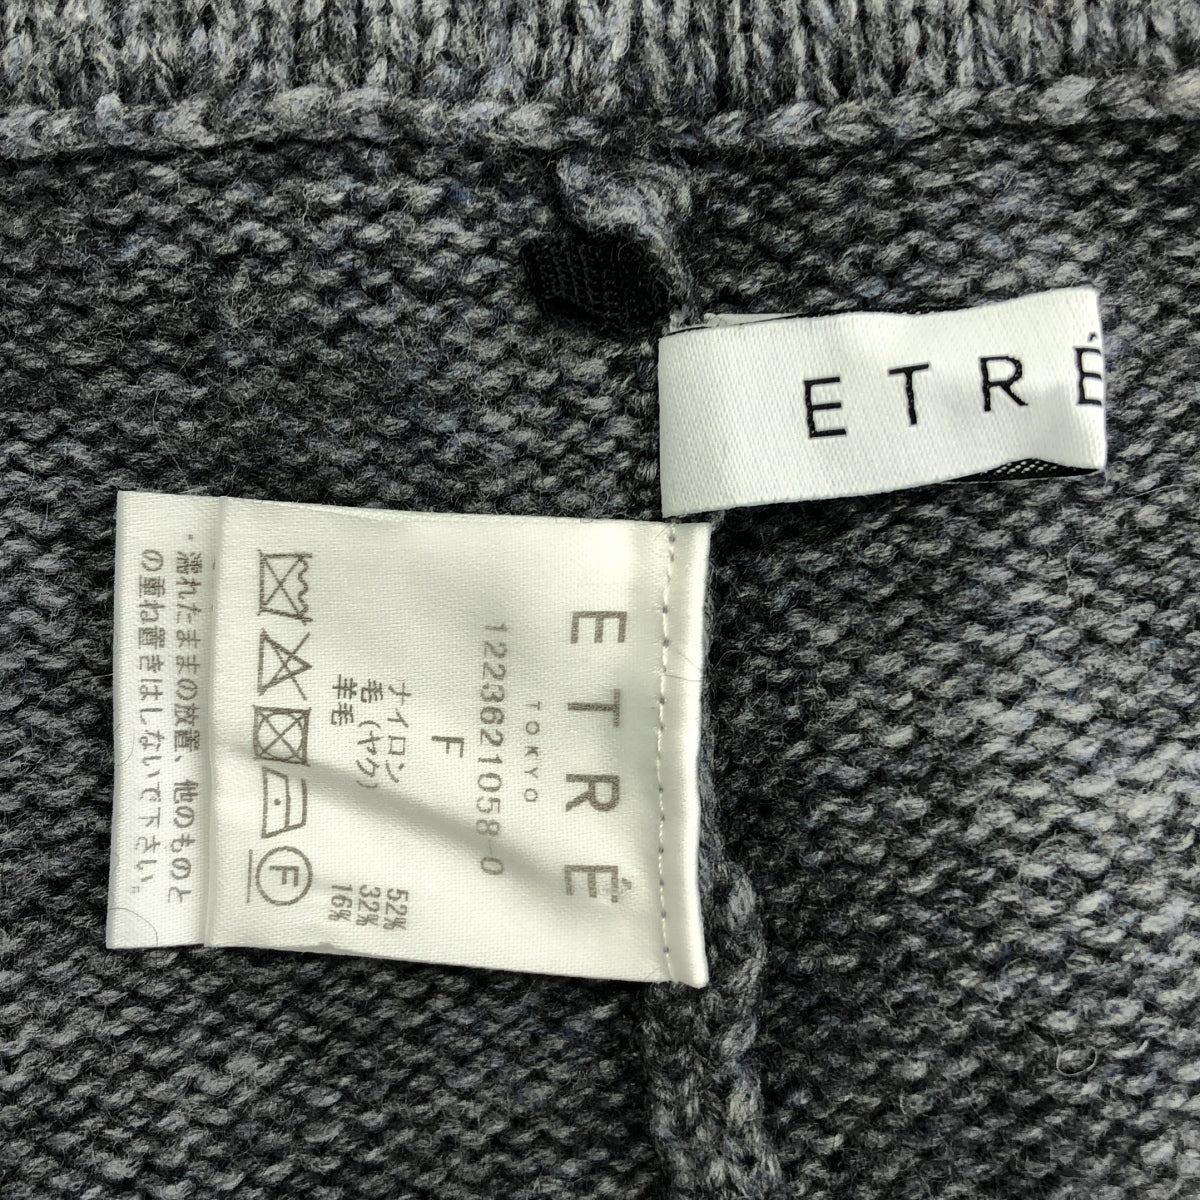 ETRÉ
ETRÉ
TOKYO
12236210​58-0
F
ナイロン 52%
毛(ヤク) 32%
羊毛 16%
F
・濡れたままの放置、他のものと
の重ね置きはしないで下さい。